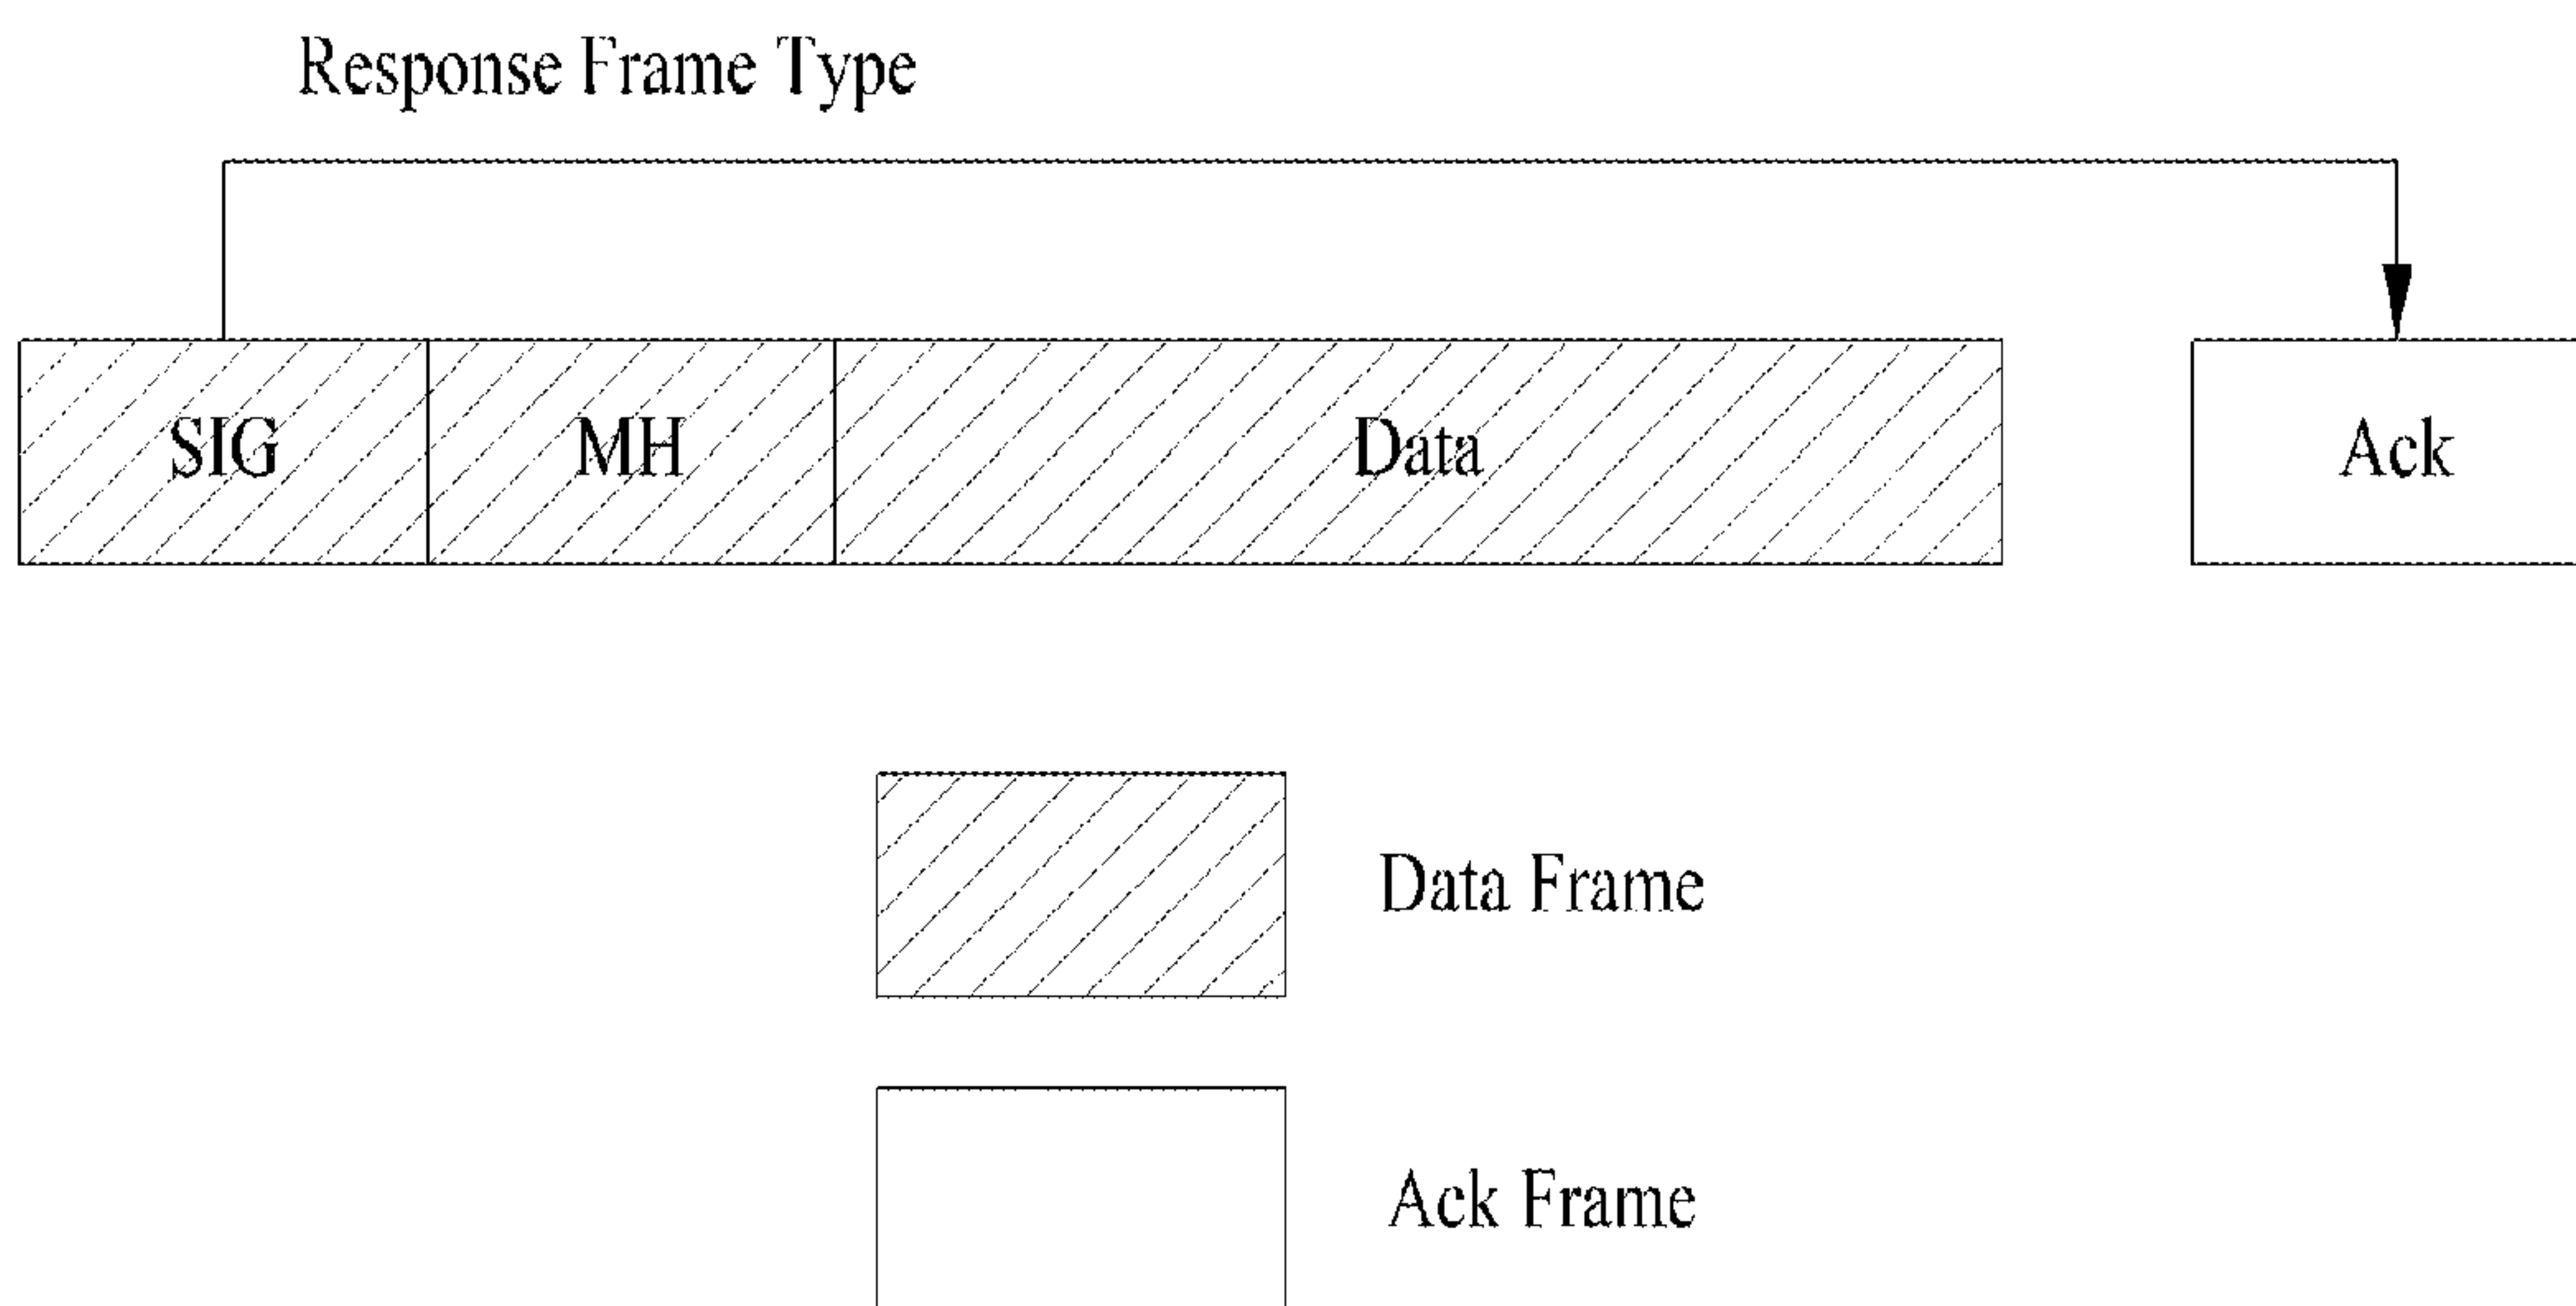 Response Frame Type
SIG
MH
Data
Ack
Data Frame
Ack Frame